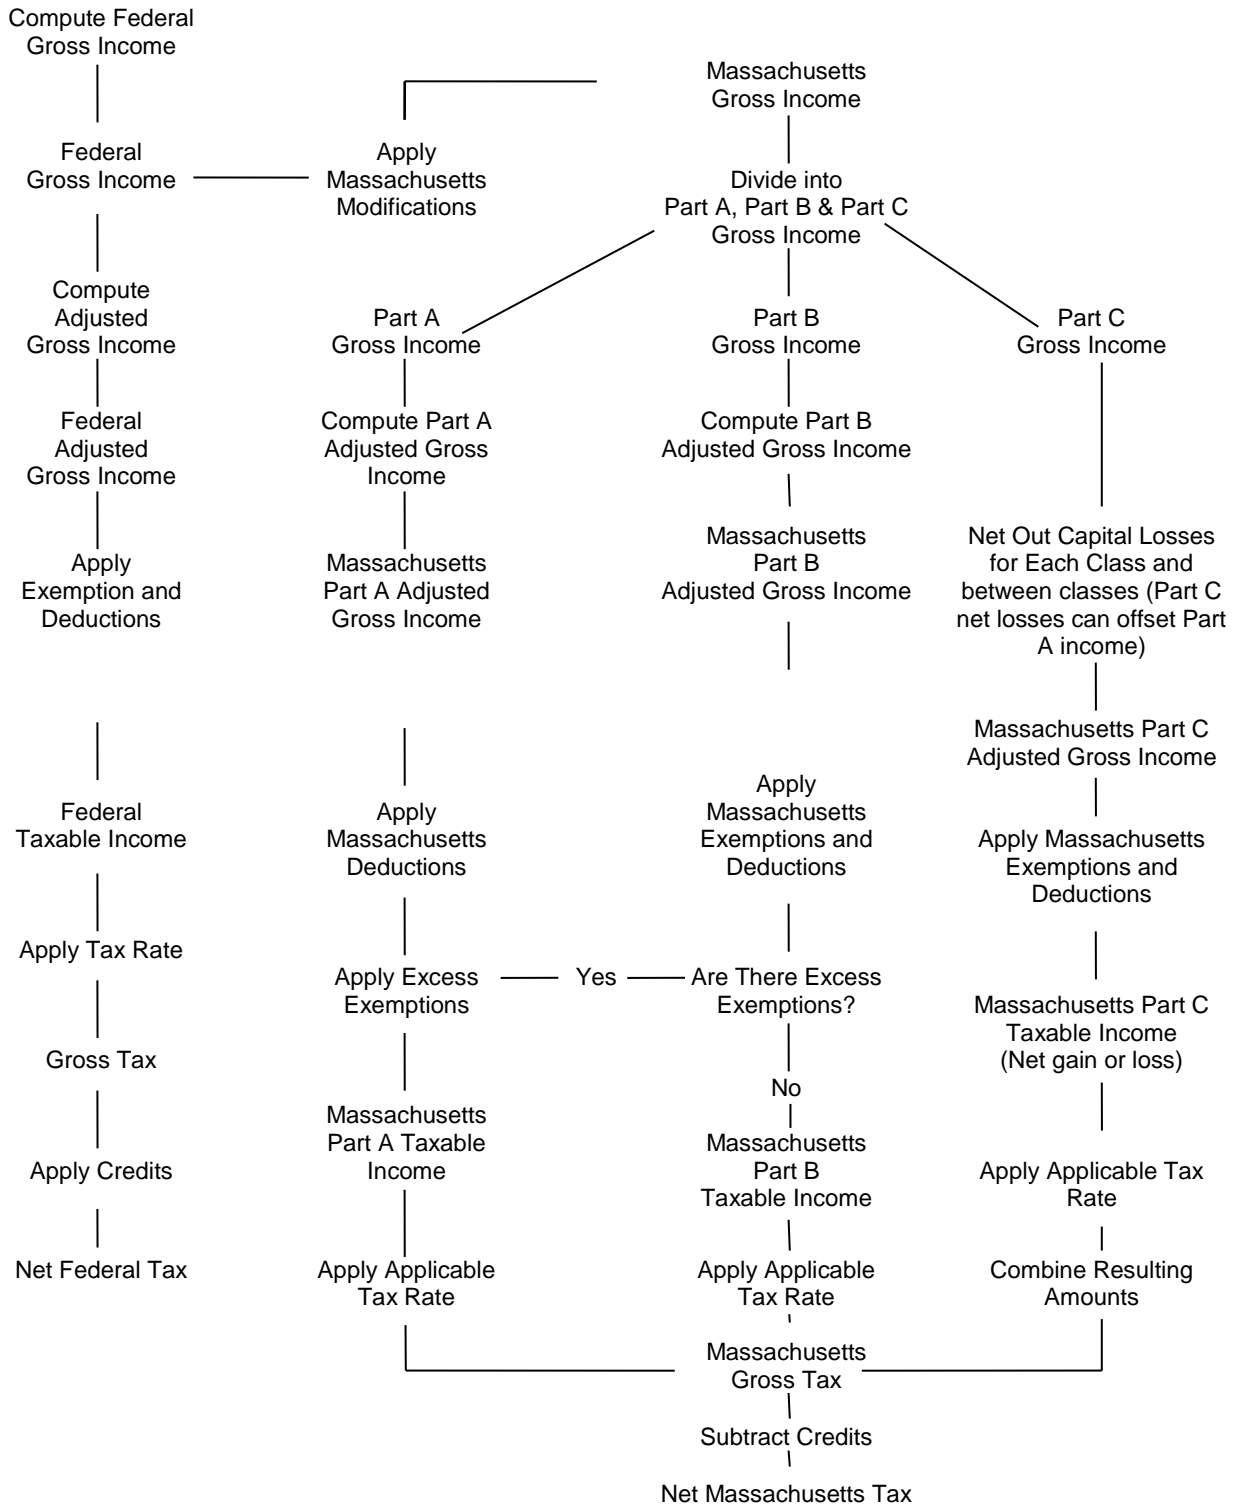 Compute Federal
Gross Income
Massachusetts
Gross Income
Federal
Gross Income
Apply
Massachusetts
Modifications
Divide into
Part A, Part B & Part C
Gross Income
Compute
Adjusted
Gross Income
Part A
Gross Income
Part B
Gross Income
Part C
Gross Income
Federal
Adjusted
Gross Income
Compute Part A
Adjusted Gross
Income
Compute Part B
Adjusted Gross Income
Apply
Exemption and
Deductions
Massachusetts
Part A Adjusted
Gross Income
Massachusetts
Part B
Adjusted Gross Income
Net Out Capital Losses
for Each Class and
between classes (Part C
net losses can offset Part
A income)
Massachusetts Part C
Adjusted Gross Income
Federal
Taxable Income
Apply
Massachusetts
Deductions
Apply
Massachusetts
Exemptions and
Deductions
Apply Massachusetts
Exemptions and
Deductions
Apply Tax Rate
Apply Excess
Exemptions
Yes
Are There Excess
Exemptions?
Massachusetts Part C
Taxable Income
(Net gain or loss)
Gross Tax
No
Massachusetts
Part A Taxable
Income
Massachusetts
Part B
Taxable Income
Apply Credits
Apply Applicable Tax
Rate
Net Federal Tax
Apply Applicable
Tax Rate
Apply Applicable
Tax Rate
Combine Resulting
Amounts
Massachusetts
Gross Tax
Subtract Credits
Net Massachusetts Tax